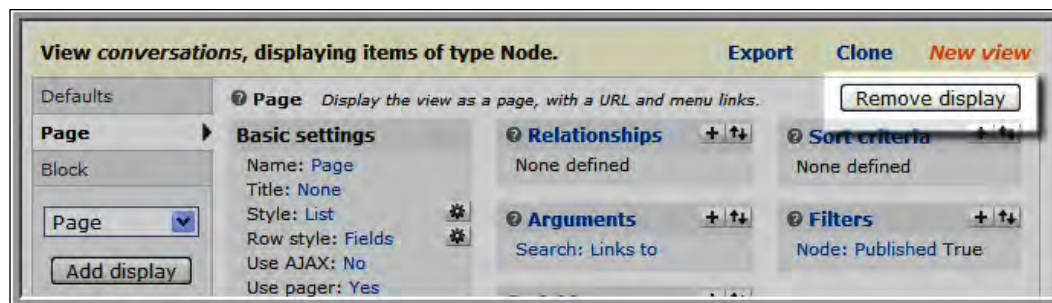 View conversations, displaying items of type Node. Export Clone New view
Defaults
Page
Block
Page
Add display
Page Display the view as a page, with a URL and menu links.
Remove display
Basic settings
Name: Page
Title: None
Style: List
Row style: Fields
Use AJAX: No
Use pager: Yes
Relationships
None defined
Arguments
Search: Links to
Sort criteria
None defined
Filters
Node: Published True